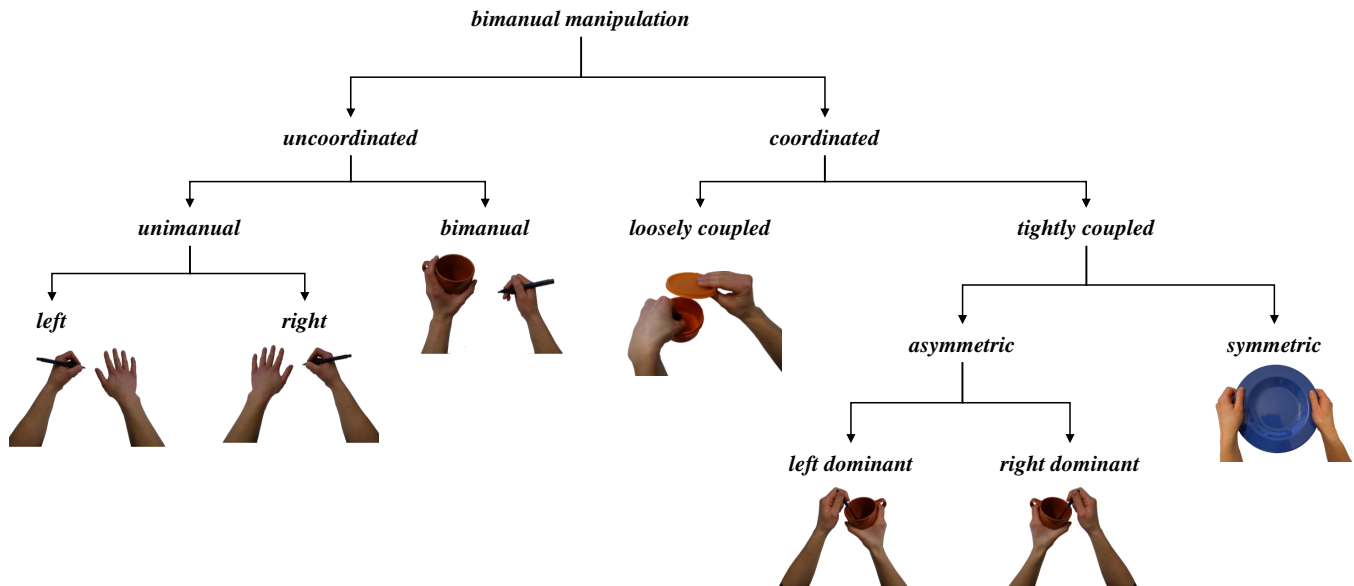 bimanual manipulation
uncoordinated
coordinated
unimanual
bimanual
loosely coupled
tightly coupled
left
right
asymmetric
symmetric
left dominant
right dominant